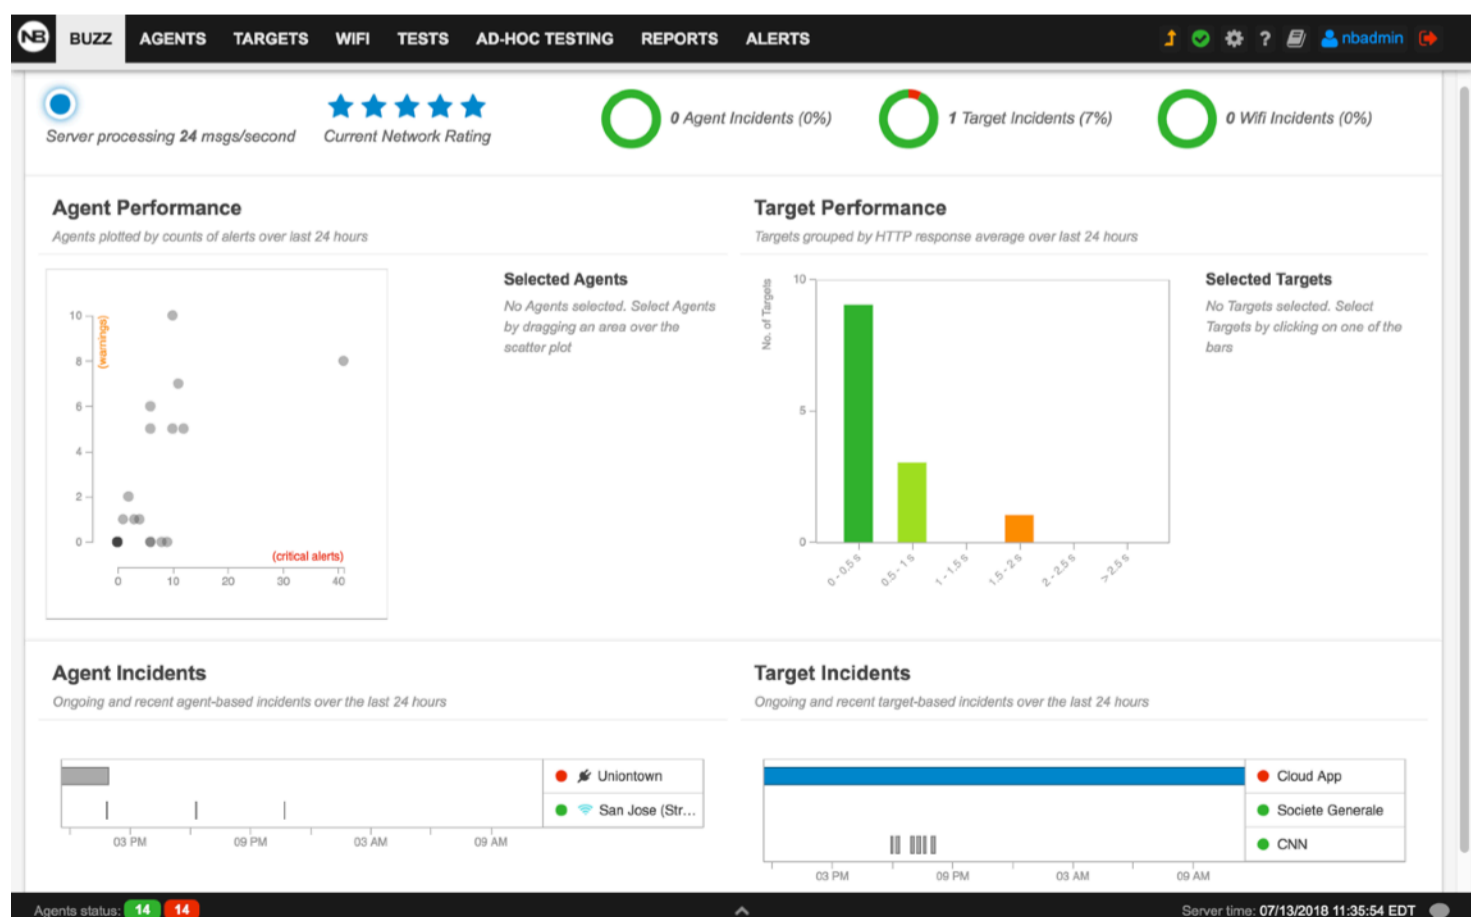 NB BUZZ AGENTS TARGETS WIFI TESTS AD-HOC TESTING REPORTS ALERTS ? nbadmin
Server processing 24 msgs/second
Current Network Rating
0 Agent Incidents (0%)
1 Target Incidents (7%)
0 Wifi Incidents (0%)
Agent Performance
Agents plotted by counts of alerts over last 24 hours
10
8
6
4
2
0
(warnings)
(critical alerts)
0 10 20 30 40
Selected Agents
No Agents selected. Select Agents
by dragging an area over the
scatter plot
Target Performance
Targets grouped by HTTP response average over last 24 hours
No. of Targets
10
5
0
0 - 0.5 s
0.5 - 1 s
1 - 1.5 s
1.5 - 2 s
2 - 2.5 s
> 2.5 s
Selected Targets
No Targets selected. Select
Targets by clicking on one of the
bars
Agent Incidents
Ongoing and recent agent-based incidents over the last 24 hours
Uniontown
San Jose (Str...
03 PM 09 PM 03 AM 09 AM
Target Incidents
Ongoing and recent target-based incidents over the last 24 hours
Cloud App
Societe Generale
CNN
03 PM 09 PM 03 AM 09 AM
Agents status: 14 14
Server time: 07/13/2018 11:35:54 EDT